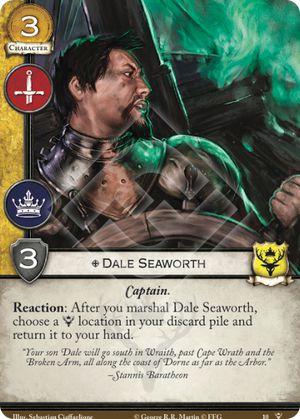 3
CHARACTER
3
DALE SEAWORTH
Captain.
Reaction: After you marshal Dale Seaworth,
choose a location in your discard pile and
return it to your hand.
"Your son Dale will go south in Wraith, past Cape Wrath and the
Broken Arm, all along the coast of Dorne as far as the Arbor."
–Stannis Baratheon
Illus. Sebastian Giaffaglione © George R.R. Martin © FFG